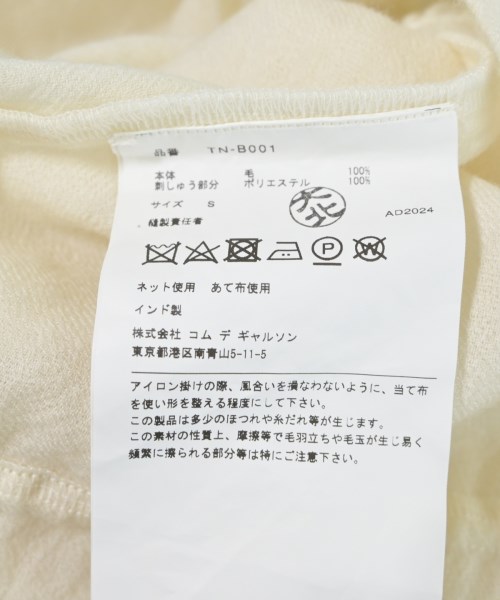 品番 TN-B001
本体 毛 100%
刺しゅう部分 ポリエステル 100%
サイズ S
縫製責任者
AD2024
P W
ネット使用 あて布使用
インド製
株式会社 コム デ ギャルソン
東京都港区南青山5-11-5
アイロン掛けの際、風合いを損なわないように、当て布
を使い形を整える程度にして下さい。
この製品は多少のほつれや糸だれ等が生じます。
この素材の性質上、摩擦等で毛羽立ちや毛玉が生じ易く
頻繁に擦られる部分等は特にご注意下さい。